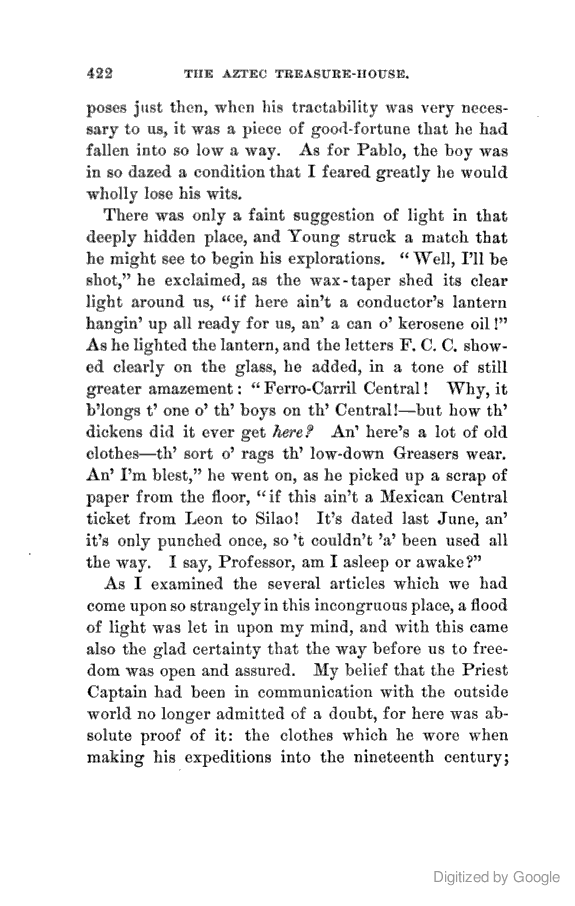 422 THE AZTEC TREASURE-HOUSE.
poses just then, when his tractability was very neces-
sary to us, it was a piece of good-fortune that he had
fallen into so low a way. As for Pablo, the boy was
in so dazed a condition that I feared greatly he would
wholly lose his wits.
There was only a faint suggestion of light in that
deeply hidden place, and Young struck a match that
he might see to begin his explorations. “Well, I’ll be
shot,” he exclaimed, as the wax-taper shed its clear
light around us, “if here ain’t a conductor’s lantern
hangin’ up all ready for us, an’ a can o’ kerosene oil!”
As he lighted the lantern, and the letters F. C. C. show-
ed clearly on the glass, he added, in a tone of still
greater amazement: “Ferro-Carril Central! Why, it
b’longs t’ one o’ th’ boys on th’ Central!—but how th’
dickens did it ever get here? An’ here’s a lot of old
clothes—th’ sort o’ rags th’ low-down Greasers wear.
An’ I’m blest,” he went on, as he picked up a scrap of
paper from the floor, “if this ain’t a Mexican Central
ticket from Leon to Silao! It’s dated last June, an’
it’s only punched once, so ’t couldn’t ’a’ been used all
the way. I say, Professor, am I asleep or awake?”
As I examined the several articles which we had
come upon so strangely in this incongruous place, a flood
of light was let in upon my mind, and with this came
also the glad certainty that the way before us to free-
dom was open and assured. My belief that the Priest
Captain had been in communication with the outside
world no longer admitted of a doubt, for here was ab-
solute proof of it: the clothes which he wore when
making his expeditions into the nineteenth century;
Digitized by Google